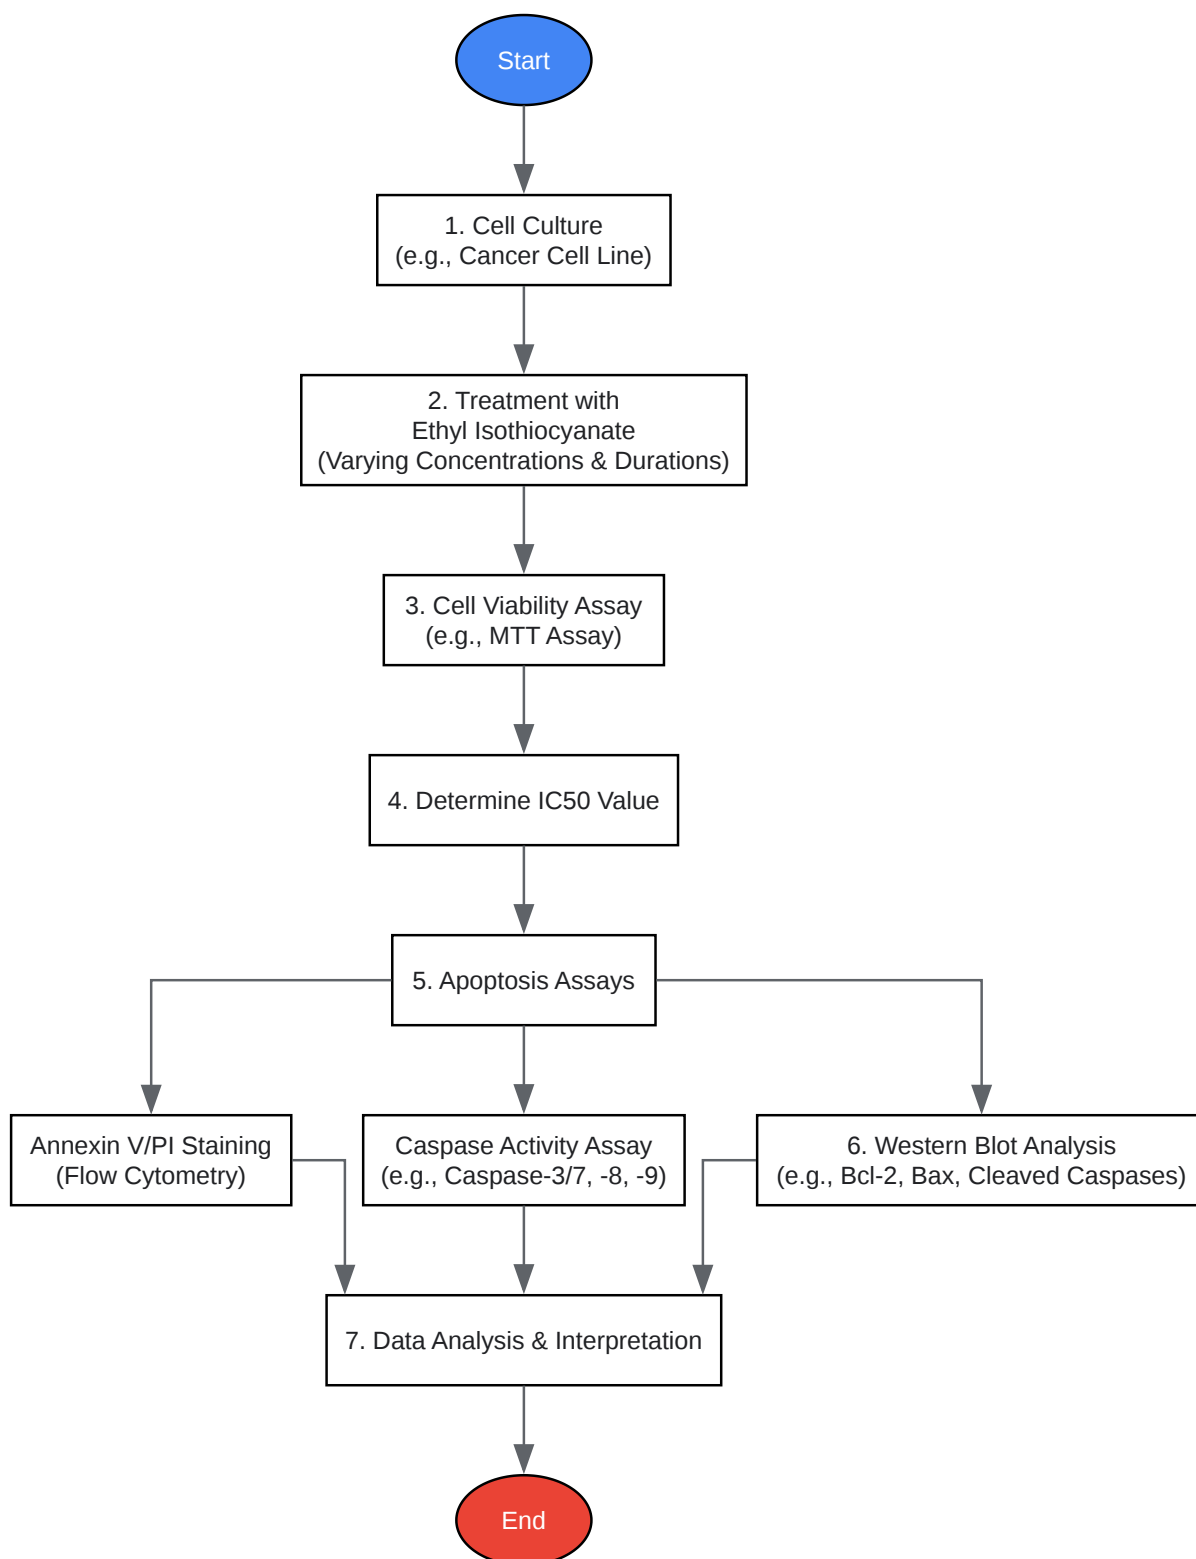 Start
1. Cell Culture
(e.g., Cancer Cell Line)
2. Treatment with
Ethyl Isothiocyanate
(Varying Concentrations & Durations)
3. Cell Viability Assay
(e.g., MTT Assay)
4. Determine IC50 Value
5. Apoptosis Assays
Annexin V/PI Staining
(Flow Cytometry)
Caspase Activity Assay
(e.g., Caspase-3/7, -8, -9)
6. Western Blot Analysis
(e.g., Bcl-2, Bax, Cleaved Caspases)
7. Data Analysis & Interpretation
End